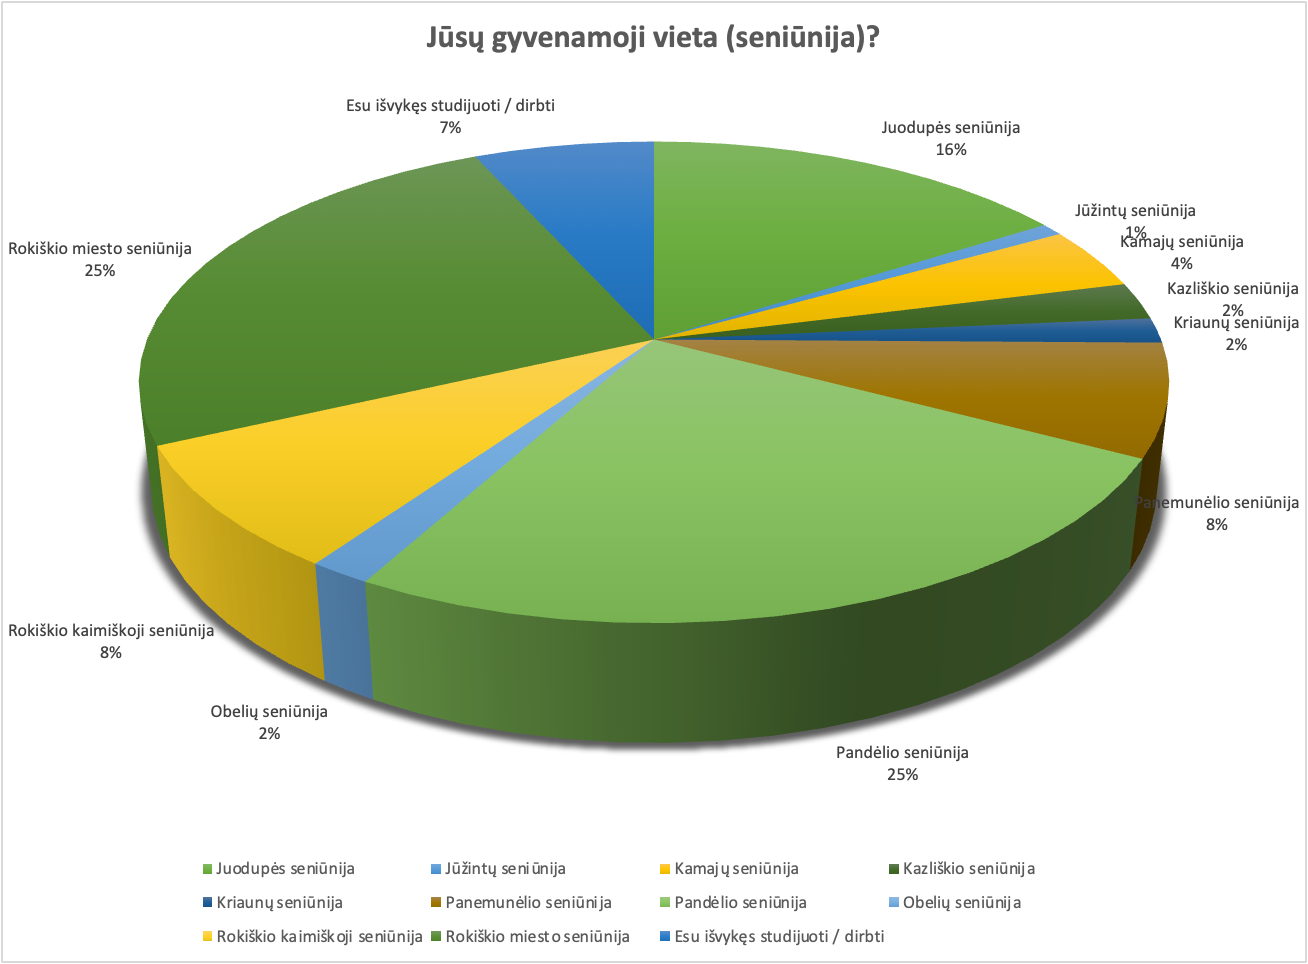 Jūsų gyvenamoji vieta (seniūnija)?
Esu išvykęs studijuoti / dirbti
7%
Juodupės seniūnija
16%
Jūžintų seniūnija
1%
Kamajų seniūnija
4%
Kazliškio seniūnija
2%
Kriaunų seniūnija
2%
Panemunėlio seniūnija
8%
Pandėlio seniūnija
25%
Obelių seniūnija
2%
Rokiškio kaimiškoji seniūnija
8%
Rokiškio miesto seniūnija
25%
Juodupės seniūnija
Jūžintų seniūnija
Kamajų seniūnija
Kazliškio seniūnija
Kriaunų seniūnija
Panemunėlio seniūnija
Pandėlio seniūnija
Obelių seniūnija
Rokiškio kaimiškoji seniūnija
Rokiškio miesto seniūnija
Esu išvykęs studijuoti / dirbti